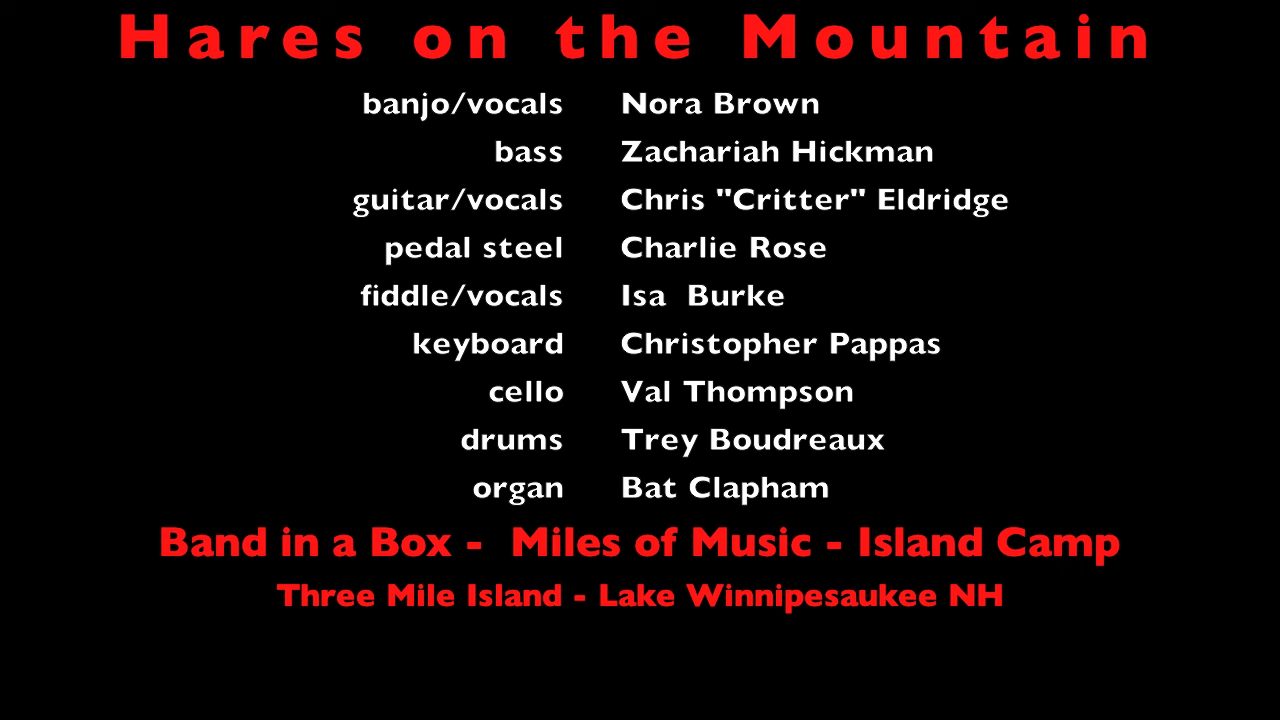 Hares on the Mountain
banjo/vocals Nora Brown
bass Zachariah Hickman
guitar/vocals Chris "Critter" Eldridge
pedal steel Charlie Rose
fiddle/vocals Isa  Burke
keyboard Christopher Pappas
cello Val Thompson
drums Trey Boudreaux
organ Bat Clapham
Band in a Box -  Miles of Music - Island Camp
Three Mile Island - Lake Winnipesaukee NH